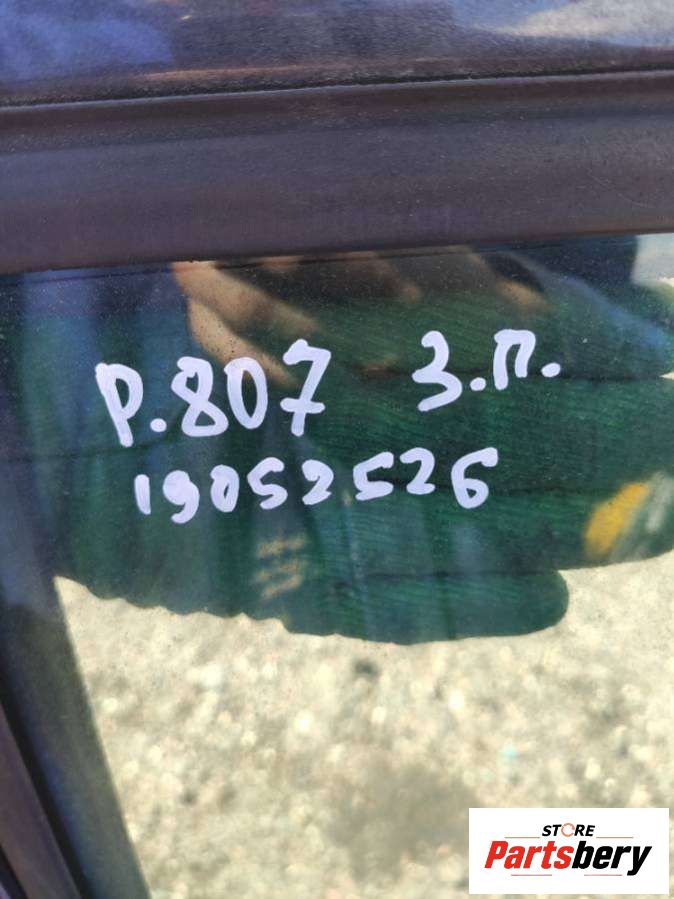 Р.807 З.П.
19052526
STORE
Partsbery